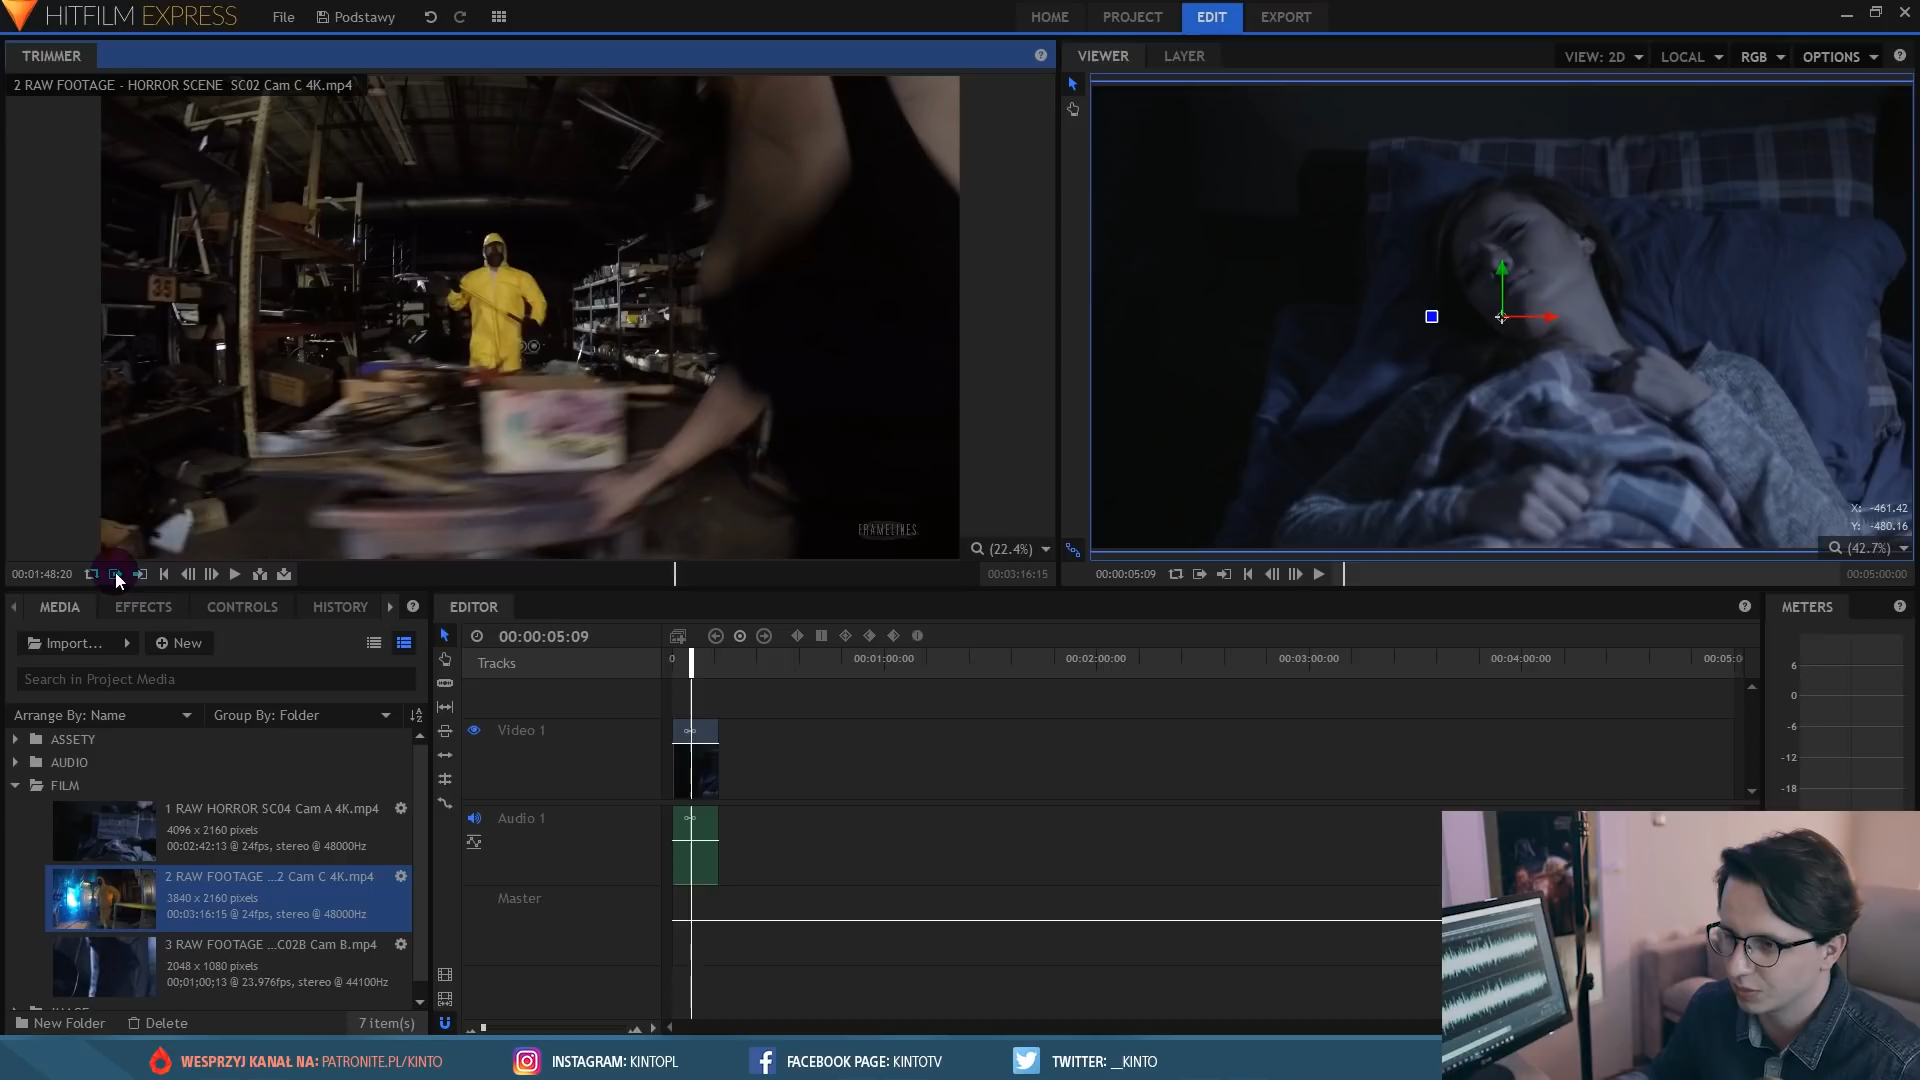 HITFILM EXPRESS
File
Podstawy
HOME
PROJECT
EDIT
EXPORT
TRIMMER
VIEWER
LAYER
VIEW: 2D
LOCAL
RGB
OPTIONS
2 RAW FOOTAGE - HORROR SCENE SC02 Cam C 4K.mp4
35
FRAMELINES
X: -461.42
Y: -480.16
(22.4%)
(42.7%)
00:01:48:20
00:03:16:15
00:00:05:09
00:05:00:00
MEDIA
EFFECTS
CONTROLS
HISTORY
EDITOR
METERS
Import...
New
00:00:05:09
Tracks
0
00:01:00:00
00:02:00:00
00:03:00:00
00:04:00:00
00:05:0
Search in Project Media
Arrange By: Name
Group By: Folder
ASSETY
AUDIO
FILM
1 RAW HORROR SC04 Cam A 4K.mp4
4096 x 2160 pixels
00:02:42:13 @ 24fps, stereo @ 48000Hz
2 RAW FOOTAGE ...2 Cam C 4K.mp4
3840 x 2160 pixels
00:03:16:15 @ 24fps, stereo @ 48000Hz
3 RAW FOOTAGE ...C02B Cam B.mp4
2048 x 1080 pixels
00;01;00;13 @ 23.976fps, stereo @ 44100Hz
New Folder
Delete
7 item(s)
Video 1
Audio 1
Master
6
0
-6
-12
-18
WESPRZYJ KANAŁ NA: PATRONITE.PL/KINTO
INSTAGRAM: KINTOPL
FACEBOOK PAGE: KINTOTV
TWITTER: __KINTO